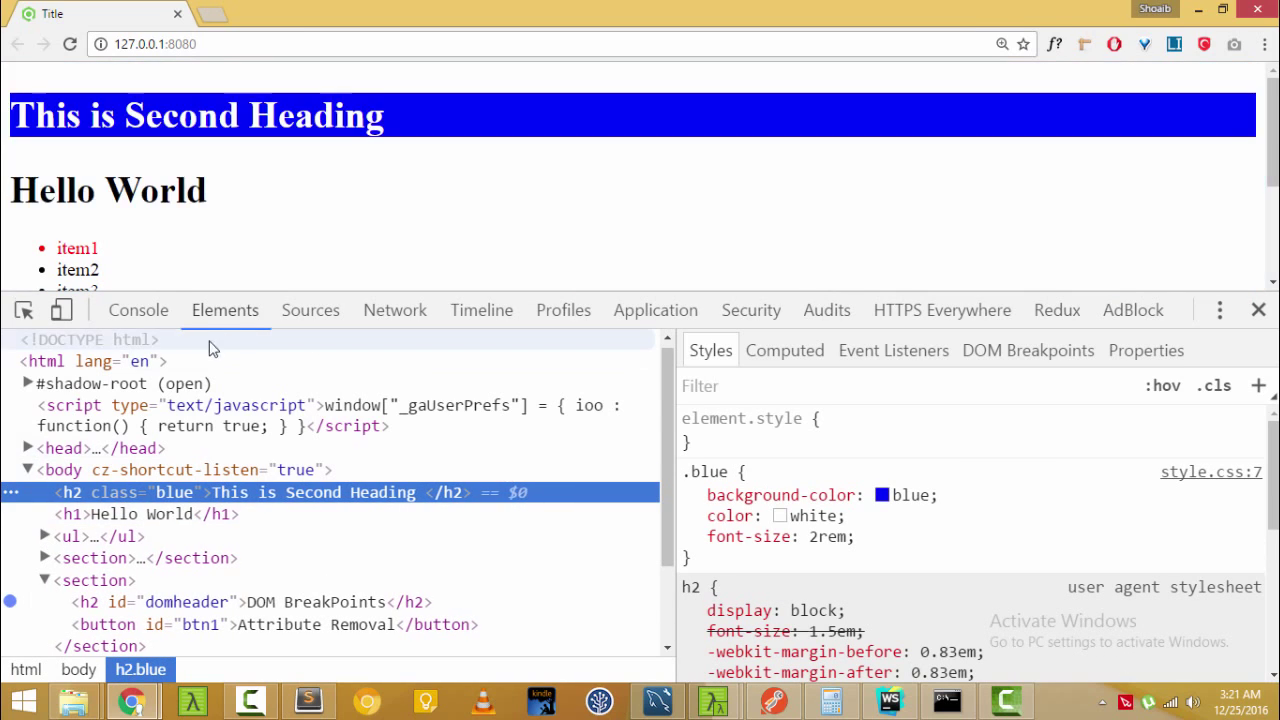 Title
Shoaib
127.0.0.1:8080
f?
LI
This is Second Heading
Hello World
• item1
• item2
Console Elements Sources Network Timeline Profiles Application Security Audits HTTPS Everywhere Redux AdBlock
<!DOCTYPE html>
<html lang="en">
#shadow-root (open)
<script type="text/javascript">window["_gaUserPrefs"] = { ioo :
function() { return true; } }</script>
<head>…</head>
<body cz-shortcut-listen="true">
<h2 class="blue">This is Second Heading </h2> == $0
<h1>Hello World</h1>
<ul>…</ul>
<section>…</section>
<section>
<h2 id="domheader">DOM BreakPoints</h2>
<button id="btn1">Attribute Removal</button>
</section>
html body h2.blue
Styles Computed Event Listeners DOM Breakpoints Properties
Filter :hov .cls +
element.style {
}
.blue { style.css:7
background-color: blue;
color: white;
font-size: 2rem;
}
h2 { user agent stylesheet
display: block;
font-size: 1.5em;
-webkit-margin-before: 0.83em;
-webkit-margin-after: 0.83em;
Activate Windows
Go to PC settings to activate Windows.
kindle
WS
3:21 AM
12/25/2016